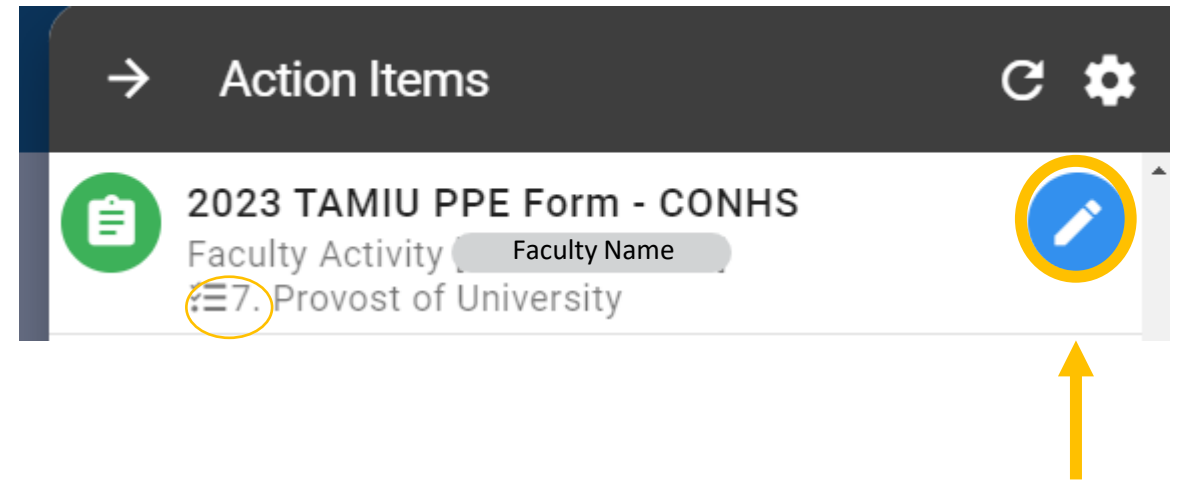 Action Items
2023 TAMIU PPE Form - CONHS
Faculty Activity Faculty Name
7. Provost of University